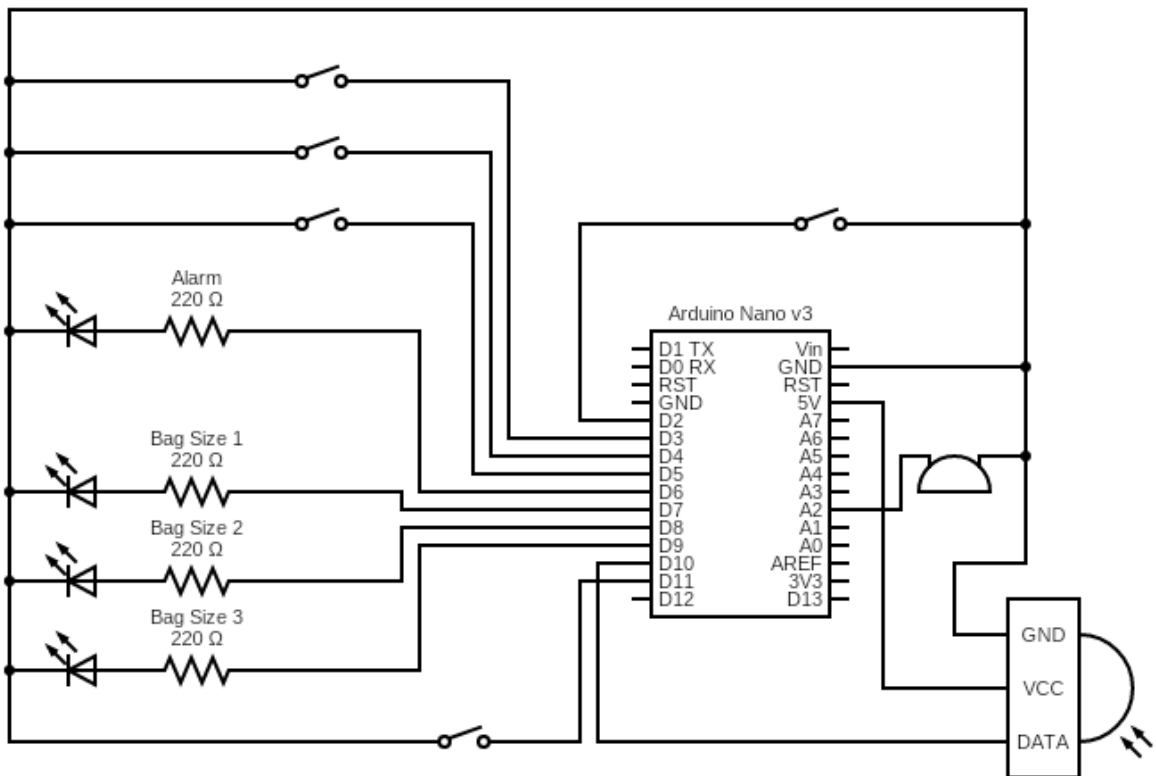 Alarm
220 Ω
Bag Size 1
220 Ω
Bag Size 2
220 Ω
Bag Size 3
220 Ω
Arduino Nano v3
D1 TX
D0 RX
RST
GND
D2
D3
D4
D5
D6
D7
D8
D9
D10
D11
D12
Vin
GND
RST
5V
A7
A6
A5
A4
A3
A2
A1
A0
AREF
3V3
D13
GND
VCC
DATA